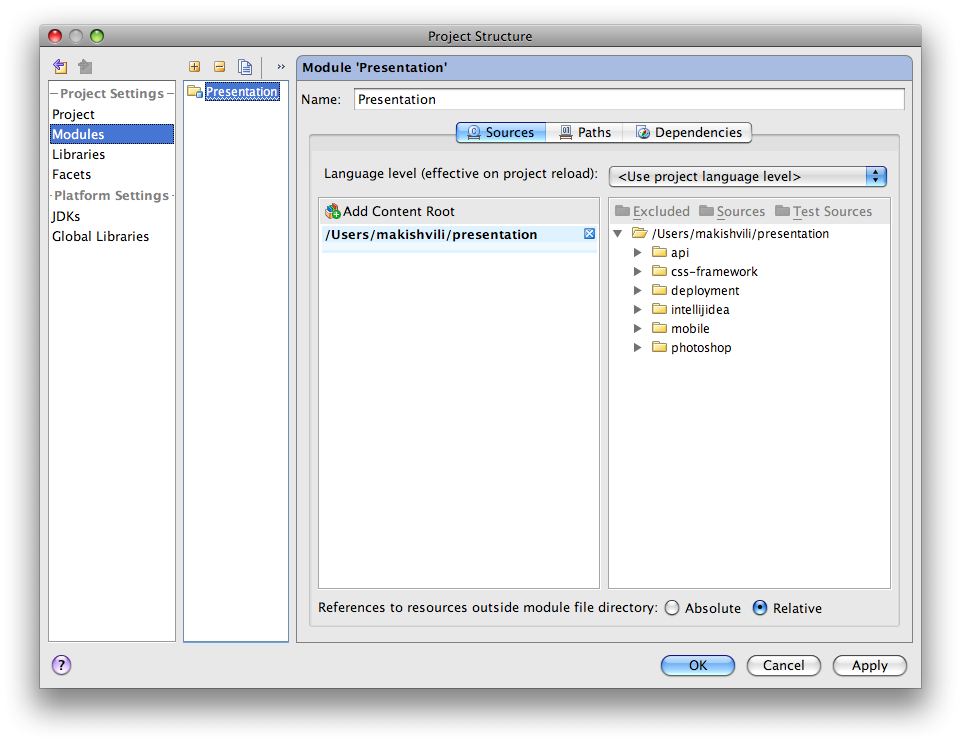 Project Structure
Project Settings
Project
Modules
Libraries
Facets
Platform Settings
JDKs
Global Libraries
»
Presentation
Module 'Presentation'
Name: Presentation
Sources Paths Dependencies
Language level (effective on project reload): <Use project language level>
Add Content Root
/Users/makishvili/presentation
Excluded Sources Test Sources
/Users/makishvili/presentation
api
css-framework
deployment
intellijidea
mobile
photoshop
References to resources outside module file directory: Absolute Relative
? OK Cancel Apply